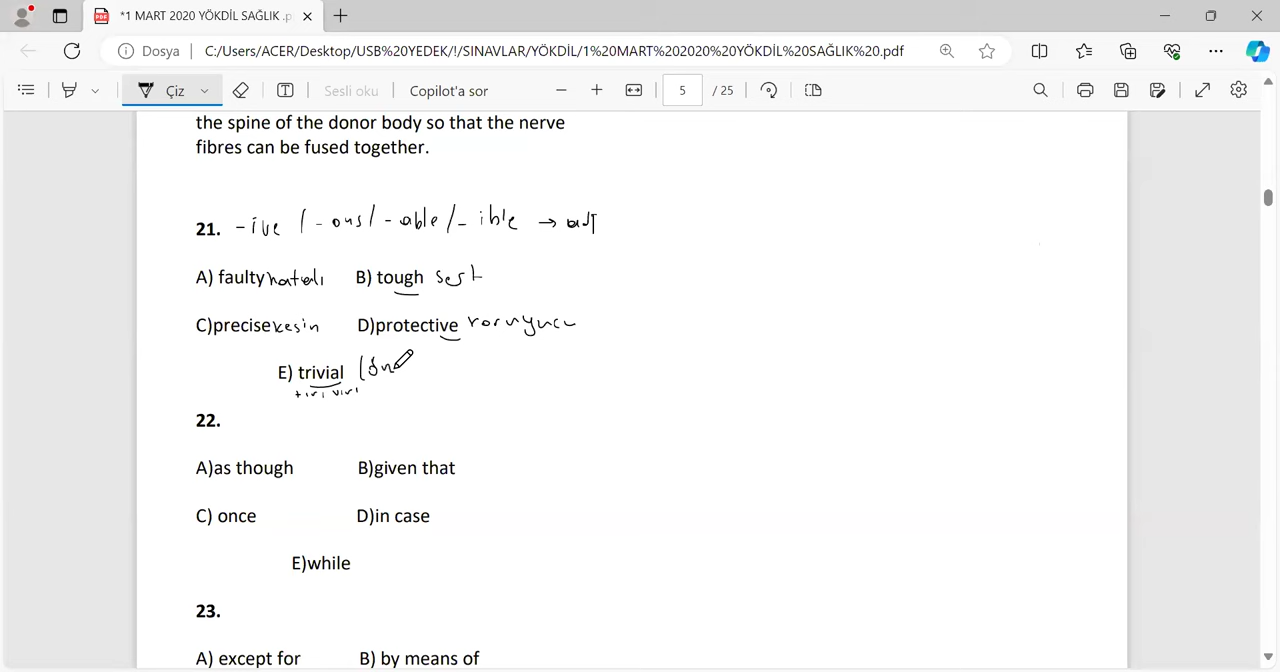 *1 MART 2020 YÖKDİL SAĞLIK .p
Dosya C:/Users/ACER/Desktop/USB%20YEDEK/!/SINAVLAR/YÖKDİL/1%20MART%202020%20YÖKDİL%20SAĞLIK%20.pdf
Çiz Sesli oku Copilot'a sor 5 / 25
the spine of the donor body so that the nerve
fibres can be fused together.
21. -ive / -ous / -able / -ible → adj
A) faulty hatalı B) tough sert
C)precise kesin D)protective koruyucu
E) trivial (önc
tırı vırı
22.
A)as though B)given that
C) once D)in case
E)while
23.
A) except for B) by means of